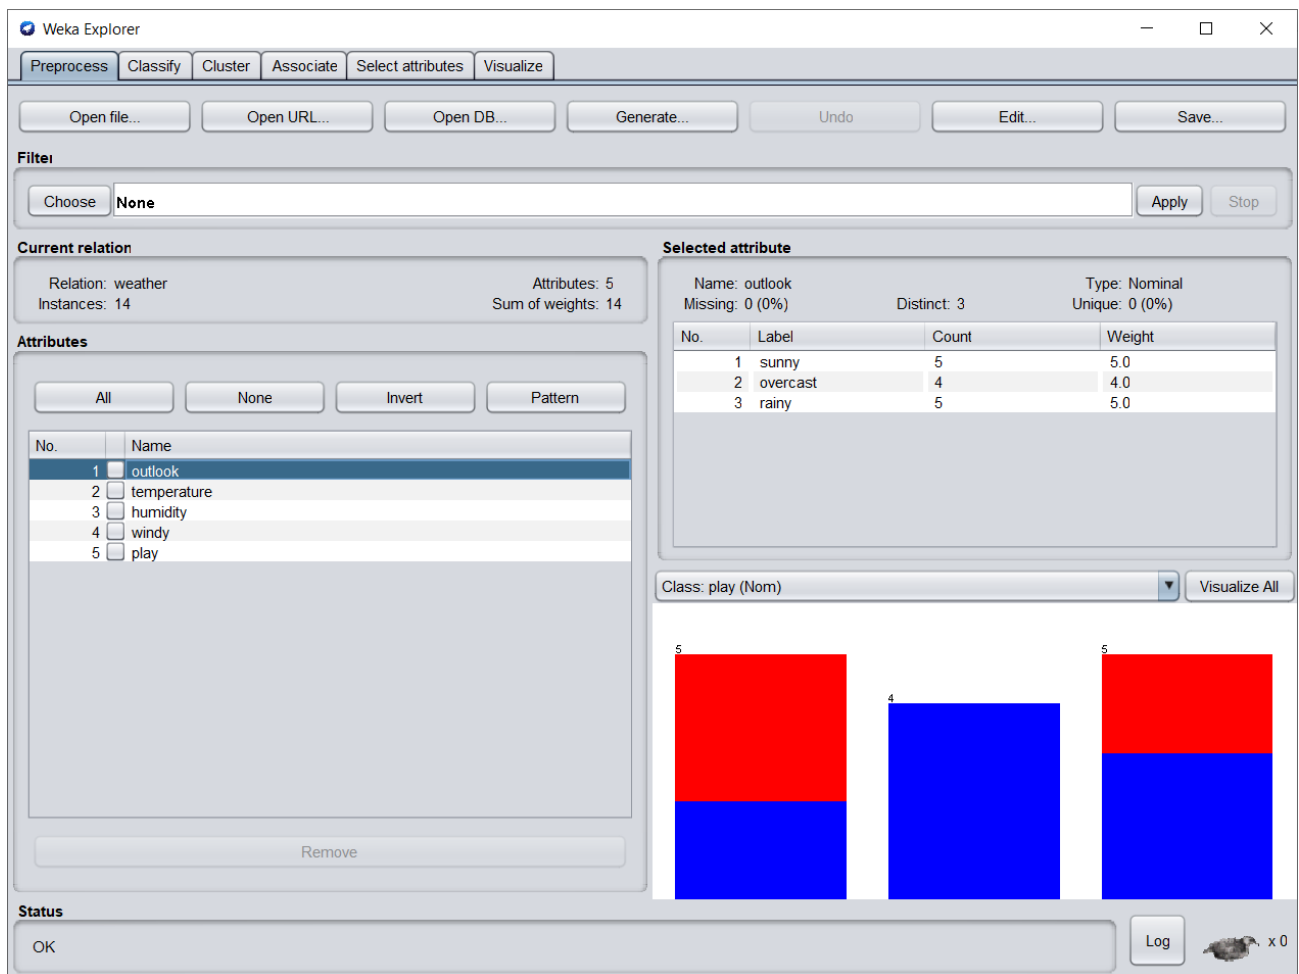 Weka Explorer
Preprocess Classify Cluster Associate Select attributes Visualize
Open file... Open URL... Open DB... Generate... Undo Edit... Save...
Filter
Choose None Apply Stop
Current relation
Relation: weather Attributes: 5
Instances: 14 Sum of weights: 14
Attributes
All None Invert Pattern
No. Name
1 outlook
2 temperature
3 humidity
4 windy
5 play
Remove
Selected attribute
Name: outlook Type: Nominal
Missing: 0 (0%) Distinct: 3 Unique: 0 (0%)
No. Label Count Weight
1 sunny 5 5.0
2 overcast 4 4.0
3 rainy 5 5.0
Class: play (Nom) Visualize All
5 5
4
Status
OK Log x 0